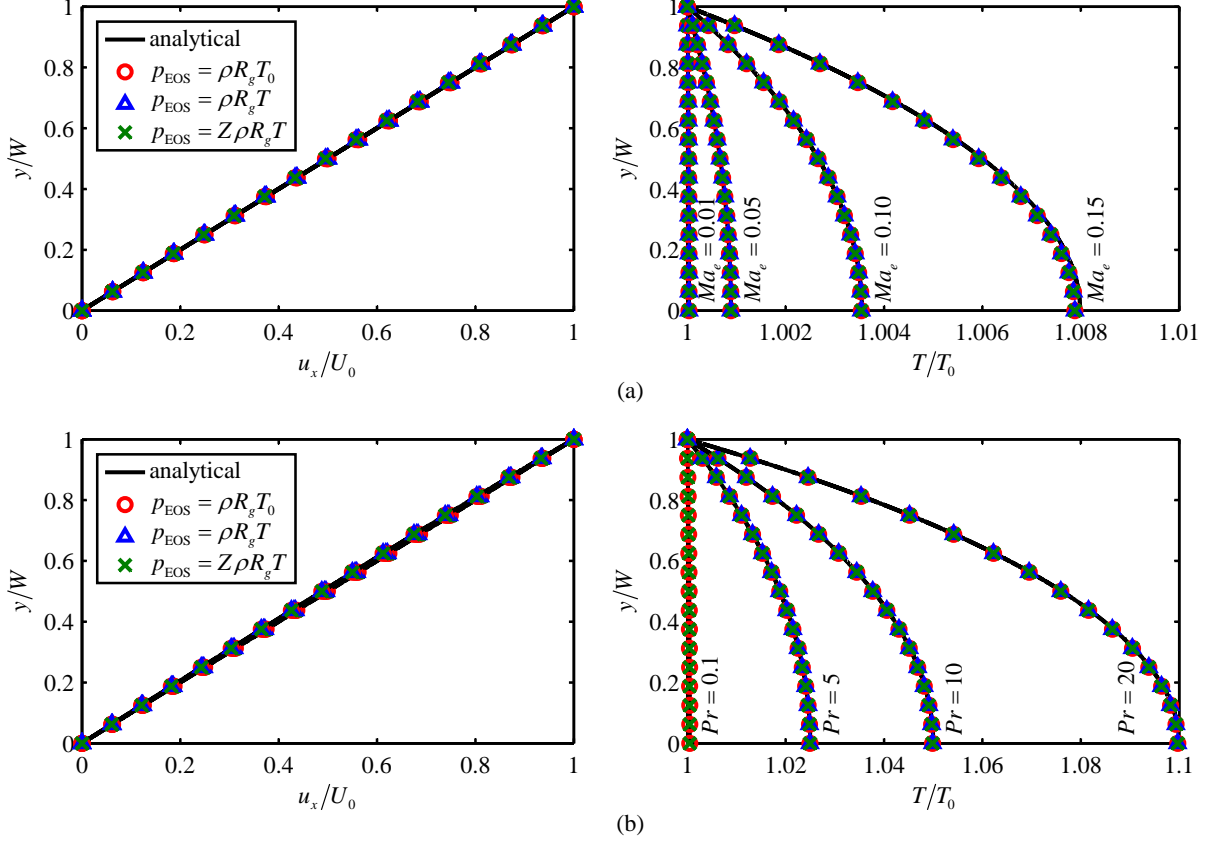 analytical
p_EOS = ρR_gT_0
p_EOS = ρR_gT
p_EOS = ZρR_gT
y/W
1
0.8
0.6
0.4
0.2
0
0
0.2
0.4
0.6
0.8
1
u_x/U_0
y/W
1
0.8
0.6
0.4
0.2
0
Ma_e = 0.01
Ma_e = 0.05
Ma_e = 0.10
Ma_e = 0.15
1
1.002
1.004
1.006
1.008
1.01
T/T_0
(a)
analytical
p_EOS = ρR_gT_0
p_EOS = ρR_gT
p_EOS = ZρR_gT
y/W
1
0.8
0.6
0.4
0.2
0
0
0.2
0.4
0.6
0.8
1
u_x/U_0
y/W
1
0.8
0.6
0.4
0.2
0
Pr = 0.1
Pr = 5
Pr = 10
Pr = 20
1
1.02
1.04
1.06
1.08
1.1
T/T_0
(b)